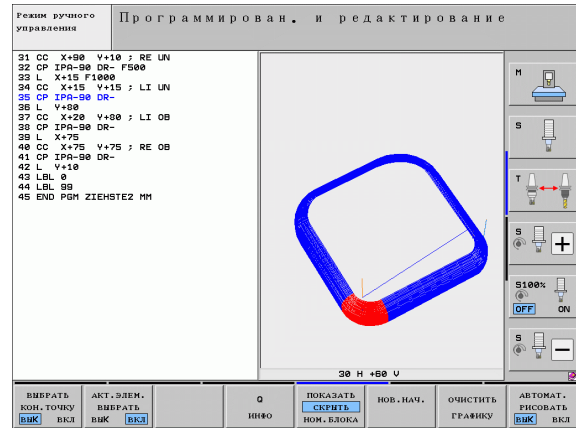 Режим ручного
управления
Программирован. и редактирование
31 CC X+90 Y+10 ; RE UN
32 CP IPA-90 DR- F500
33 L X+15 F1000
34 CC X+15 Y+15 ; LI UN
35 CP IPA-90 DR-
36 L Y+80
37 CC X+20 Y+80 ; LI OB
38 CP IPA-90 DR-
39 L X+75
40 CC X+75 Y+75 ; RE OB
41 CP IPA-90 DR-
42 L Y+10
43 LBL 0
44 LBL 99
45 END PGM ZIEHSTE2 MM
30 H +60 V
M
S
T
S
S100%
OFF ON
S
ВЫБРАТЬ
КОН.ТОЧКУ
ВЫК ВКЛ
АКТ.ЭЛЕМ.
ВЫБРАТЬ
ВЫК ВКЛ
Q
ИНФО
ПОКАЗАТЬ
СКРЫТЬ
НОМ.БЛОКА
НОВ.НАЧ.
ОЧИСТИТЬ
ГРАФИКУ
АВТОМАТ.
РИСОВАТЬ
ВЫК ВКЛ